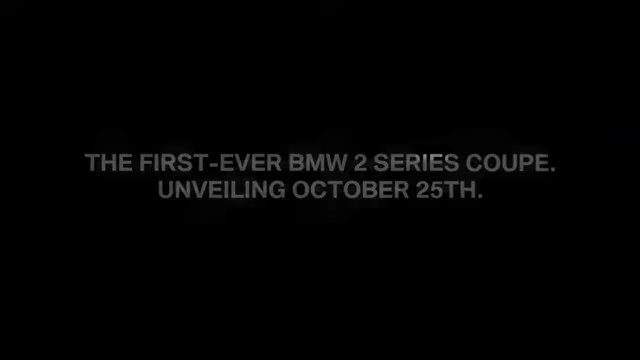 THE FIRST-EVER BMW 2 SERIES COUPE.
UNVEILING OCTOBER 25TH.